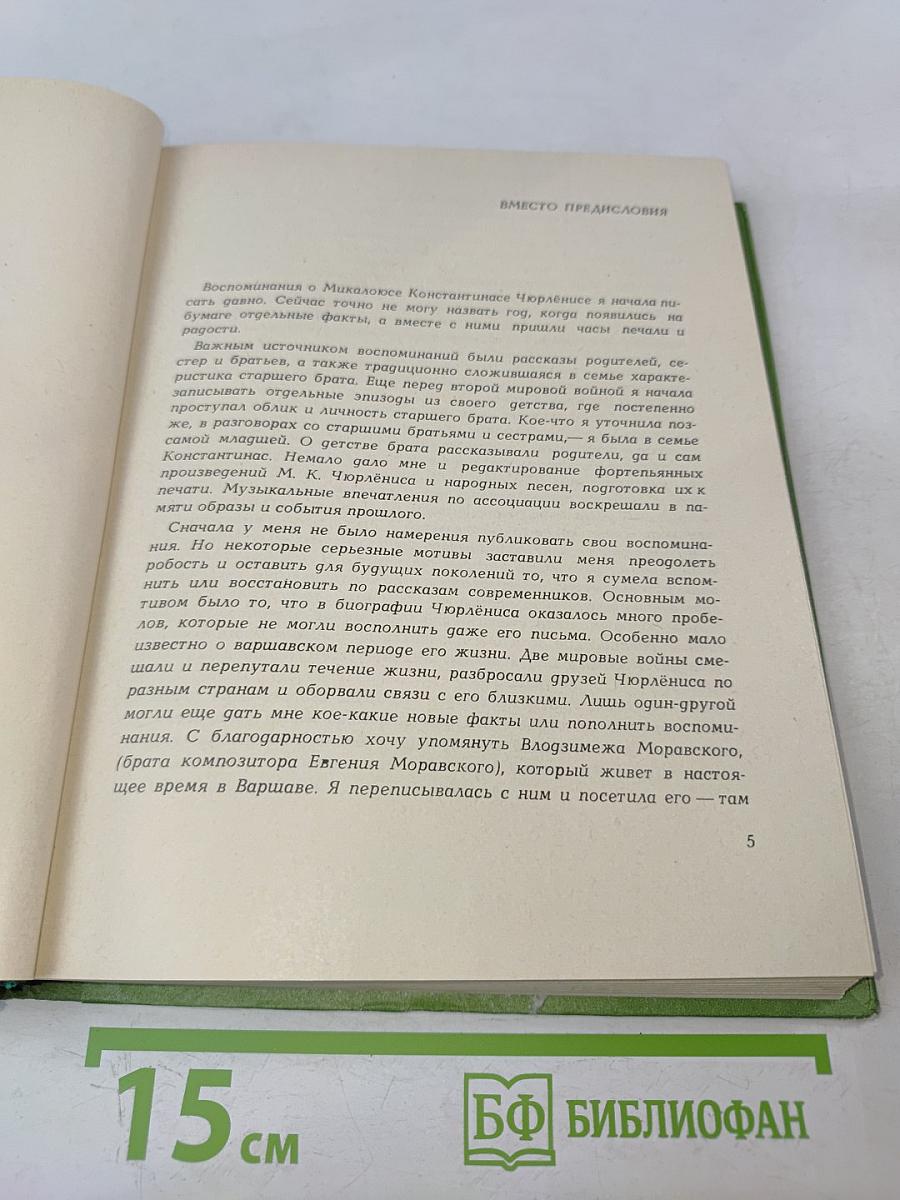 ВМЕСТО ПРЕДИСЛОВИЯ
Воспоминания о Микалоюсе Константинасе Чюрлёнисе я начала пи-
сать давно. Сейчас точно не могу назвать год, когда появились на
бумаге отдельные факты, а вместе с ними пришли часы печали и
радости.
Важным источником воспоминаний были рассказы родителей, се-
стер и братьев, а также традиционно сложившаяся в семье характе-
ристика старшего брата. Еще перед второй мировой войной я начала
записывать отдельные эпизоды из своего детства, где постепенно
проступал облик и личность старшего брата. Кое-что я уточнила поз-
же, в разговорах со старшими братьями и сестрами,— я была в семье
самой младшей. О детстве брата рассказывали родители, да и сам
Константинас. Немало дало мне и редактирование фортепьянных
произведений М. К. Чюрлёниса и народных песен, подготовка их к
печати. Музыкальные впечатления по ассоциации воскрешали в па-
мяти образы и события прошлого.
Сначала у меня не было намерения публиковать свои воспомина-
ния. Но некоторые серьезные мотивы заставили меня преодолеть
робость и оставить для будущих поколений то, что я сумела вспом-
нить или восстановить по рассказам современников. Основным мо-
тивом было то, что в биографии Чюрлёниса оказалось много пробе-
лов, которые не могли восполнить даже его письма. Особенно мало
известно о варшавском периоде его жизни. Две мировые войны сме-
шали и перепутали течение жизни, разбросали друзей Чюрлёниса по
разным странам и оборвали связи с его близкими. Лишь один-другой
могли еще дать мне кое-какие новые факты или пополнить воспоми-
нания. С благодарностью хочу упомянуть Влодзимежа Моравского,
(брата композитора Евгения Моравского), который живет в настоя-
щее время в Варшаве. Я переписывалась с ним и посетила его — там
5
15 см
БФ БИБЛИОФАН